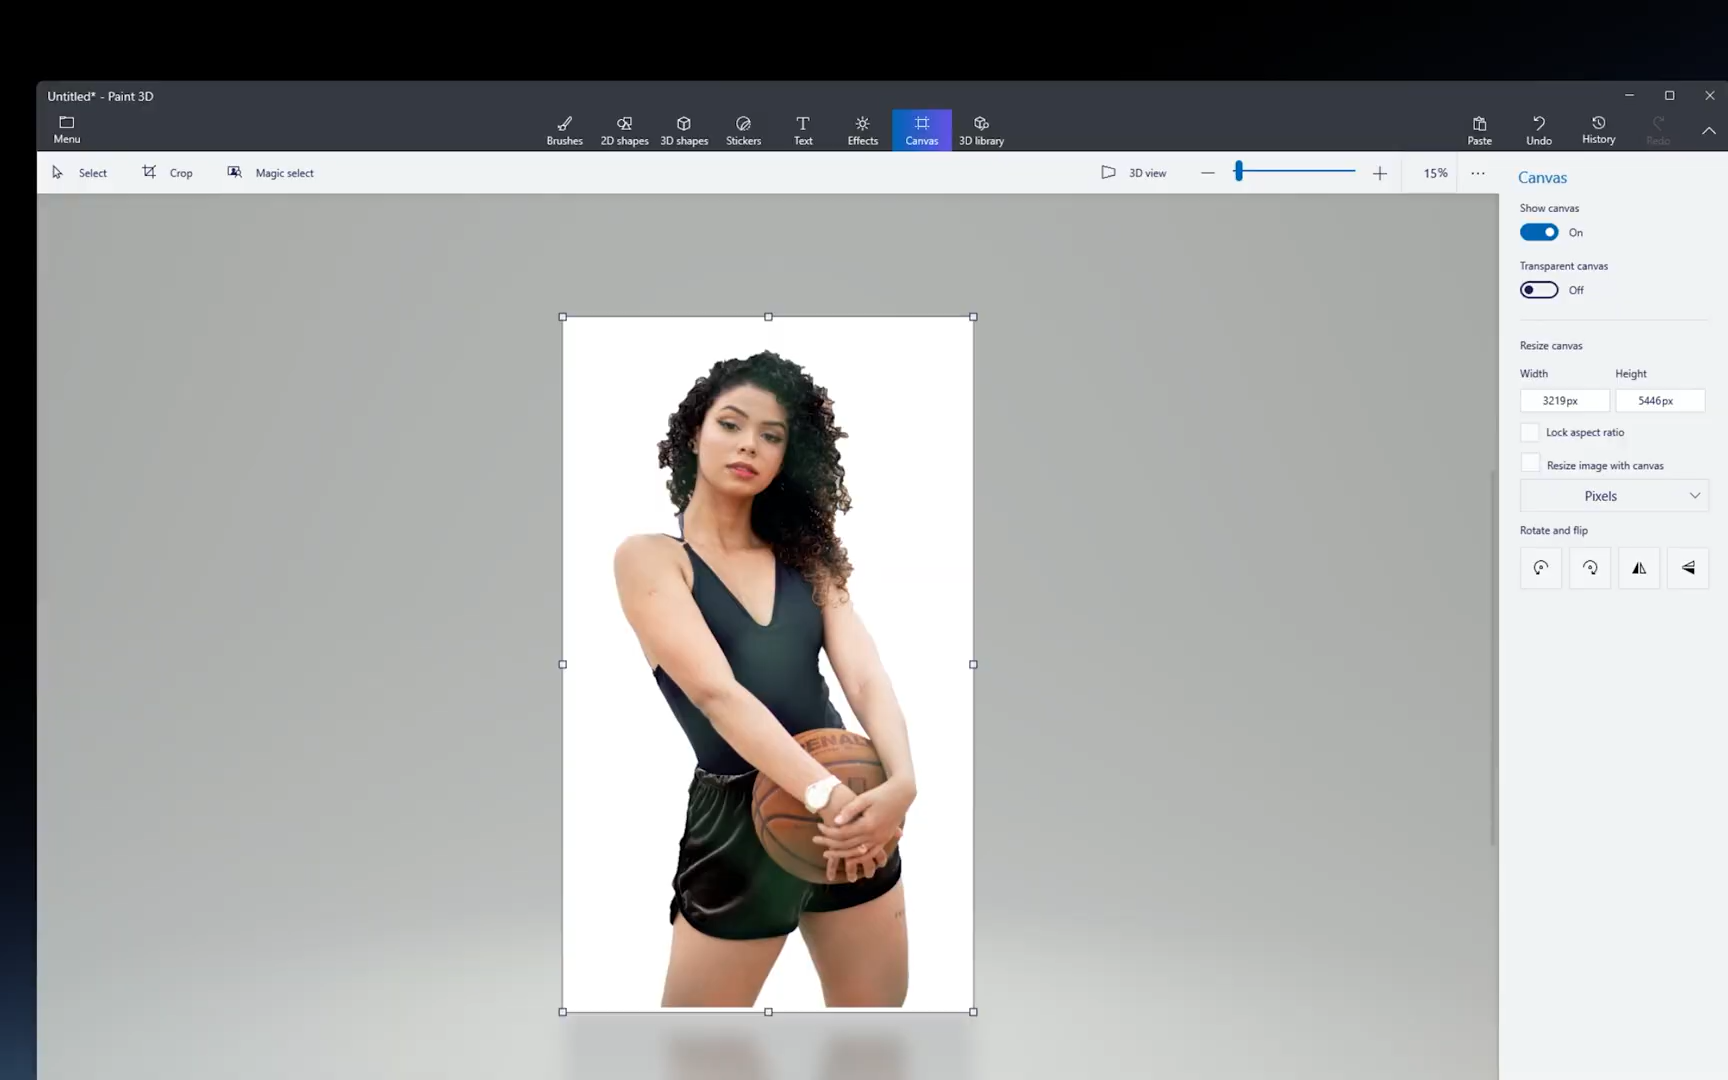 Untitled* - Paint 3D
Menu
Brushes
2D shapes
3D shapes
Stickers
Text
Effects
Canvas
3D library
Paste
Undo
History
Redo
Select
Crop
Magic select
3D view
15%
Canvas
Show canvas
On
Transparent canvas
Off
Resize canvas
Width Height
3219px 5446px
Lock aspect ratio
Resize image with canvas
Pixels
Rotate and flip